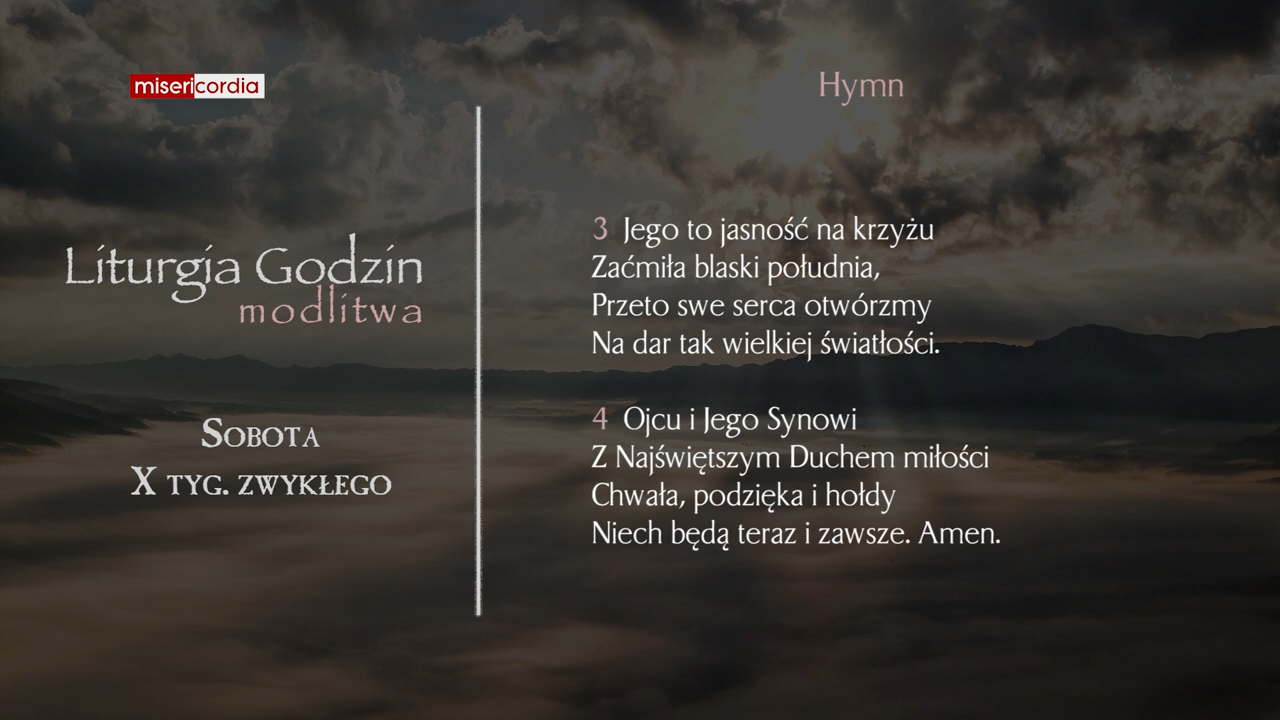 misericordia
Liturgia Godzin
modlitwa
Sobota
X tyg. zwykłego
Hymn
3 Jego to jasność na krzyżu
Zaćmiła blaski południa,
Przeto swe serca otwórzmy
Na dar tak wielkiej światłości.
4 Ojcu i Jego Synowi
Z Najświętszym Duchem miłości
Chwała, podzięka i hołdy
Niech będą teraz i zawsze. Amen.